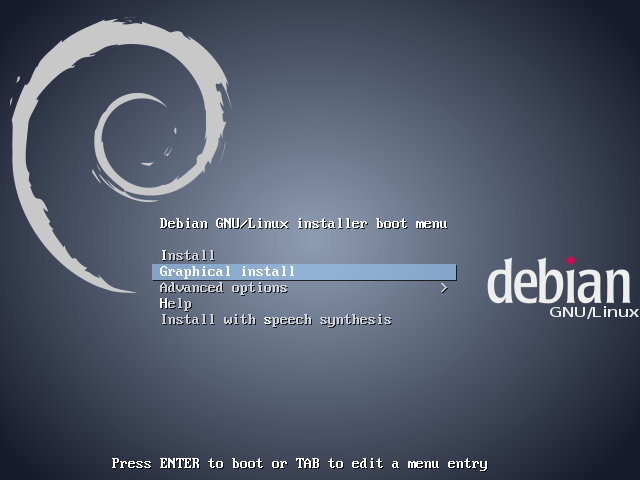 Debian GNU/Linux installer boot menu
Install
Graphical install
Advanced options >
Help
Install with speech synthesis
debian
GNU/Linux
Press ENTER to boot or TAB to edit a menu entry